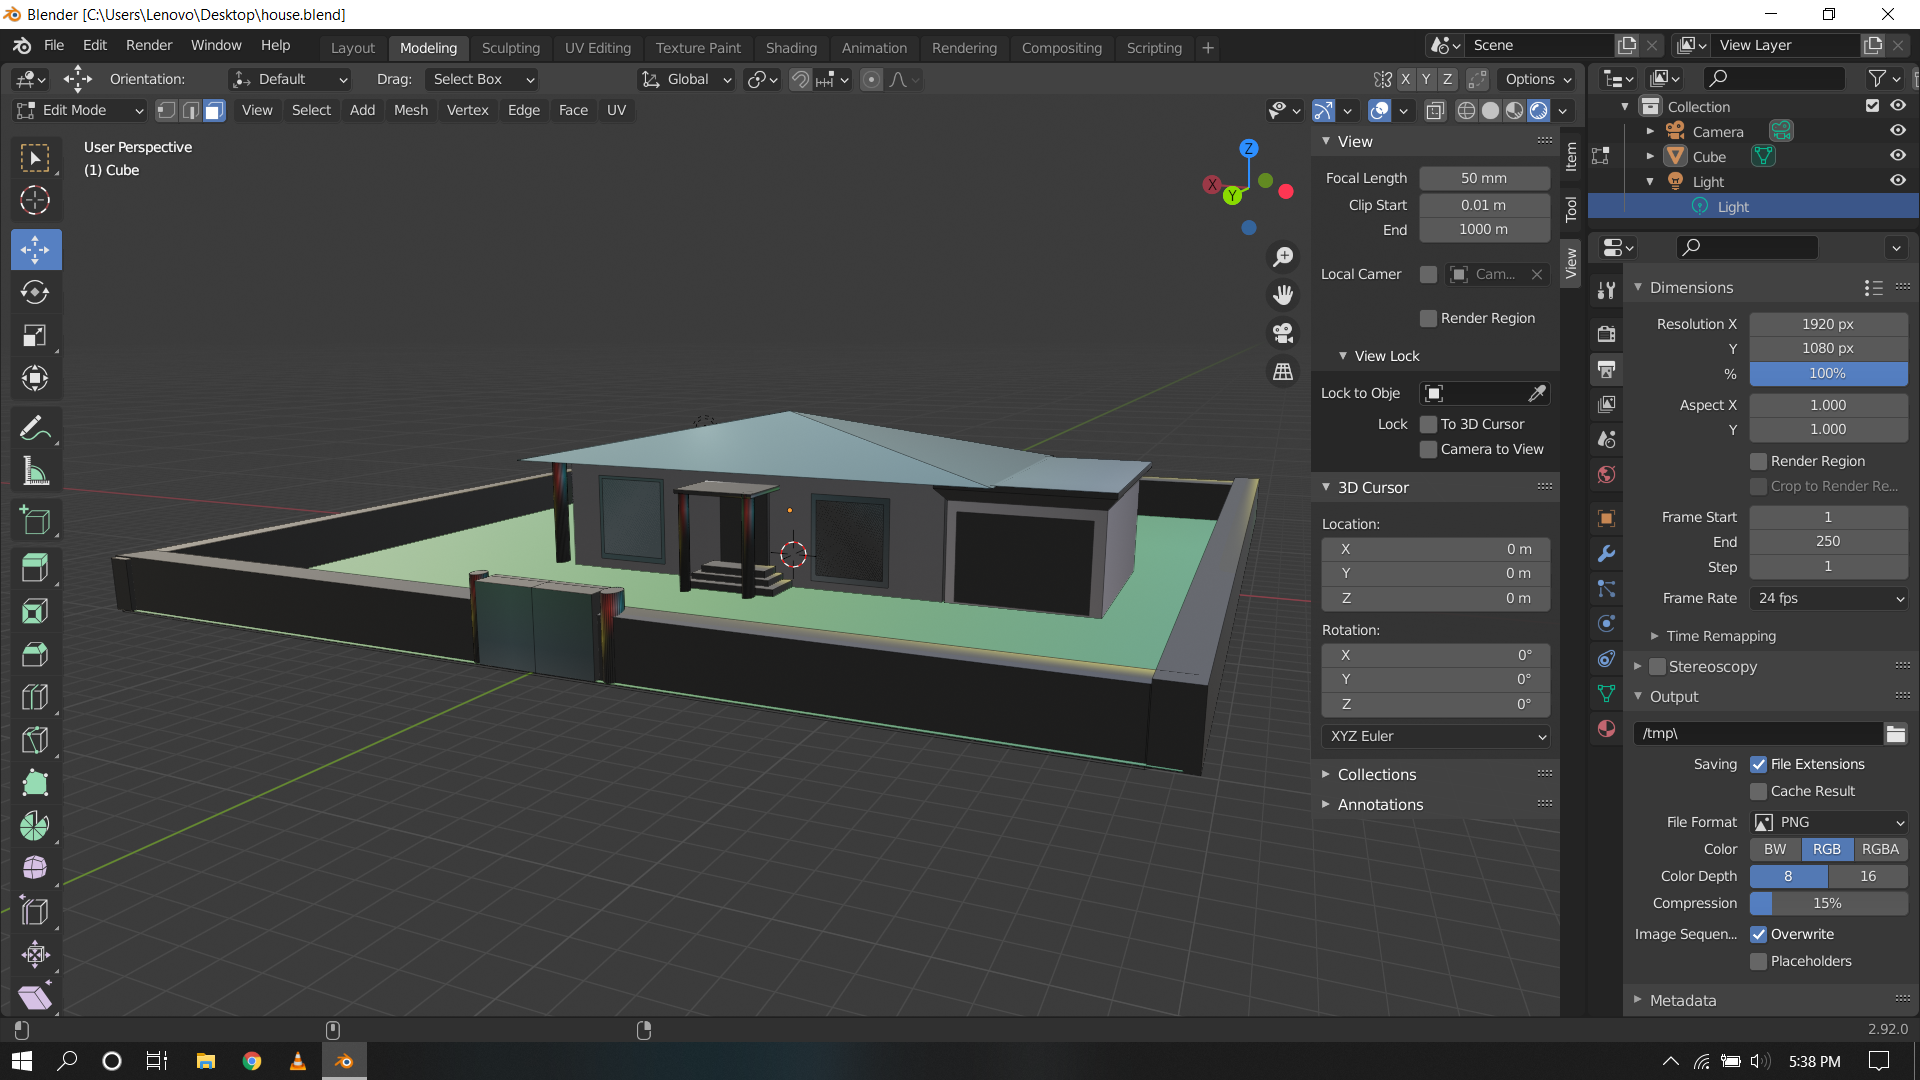 Blender [C:\Users\Lenovo\Desktop\house.blend]
File Edit Render Window Help Layout Modeling Sculpting UV Editing Texture Paint Shading Animation Rendering Compositing Scripting + Scene View Layer
Orientation: Default Drag: Select Box Global X Y Z Options
Edit Mode View Select Add Mesh Vertex Edge Face UV
User Perspective
(1) Cube
Z
X
Y
View
Focal Length 50 mm
Clip Start 0.01 m
End 1000 m
Local Camer Cam...
Render Region
View Lock
Lock to Obje
Lock To 3D Cursor
Camera to View
3D Cursor
Location:
X 0 m
Y 0 m
Z 0 m
Rotation:
X 0°
Y 0°
Z 0°
XYZ Euler
Collections
Annotations
Item
Tool
View
Collection
Camera
Cube
Light
Light
Dimensions
Resolution X 1920 px
Y 1080 px
% 100%
Aspect X 1.000
Y 1.000
Render Region
Crop to Render Re...
Frame Start 1
End 250
Step 1
Frame Rate 24 fps
Time Remapping
Stereoscopy
Output
/tmp\
Saving File Extensions
Cache Result
File Format PNG
Color BW RGB RGBA
Color Depth 8 16
Compression 15%
Image Sequen... Overwrite
Placeholders
Metadata
2.92.0
5:38 PM